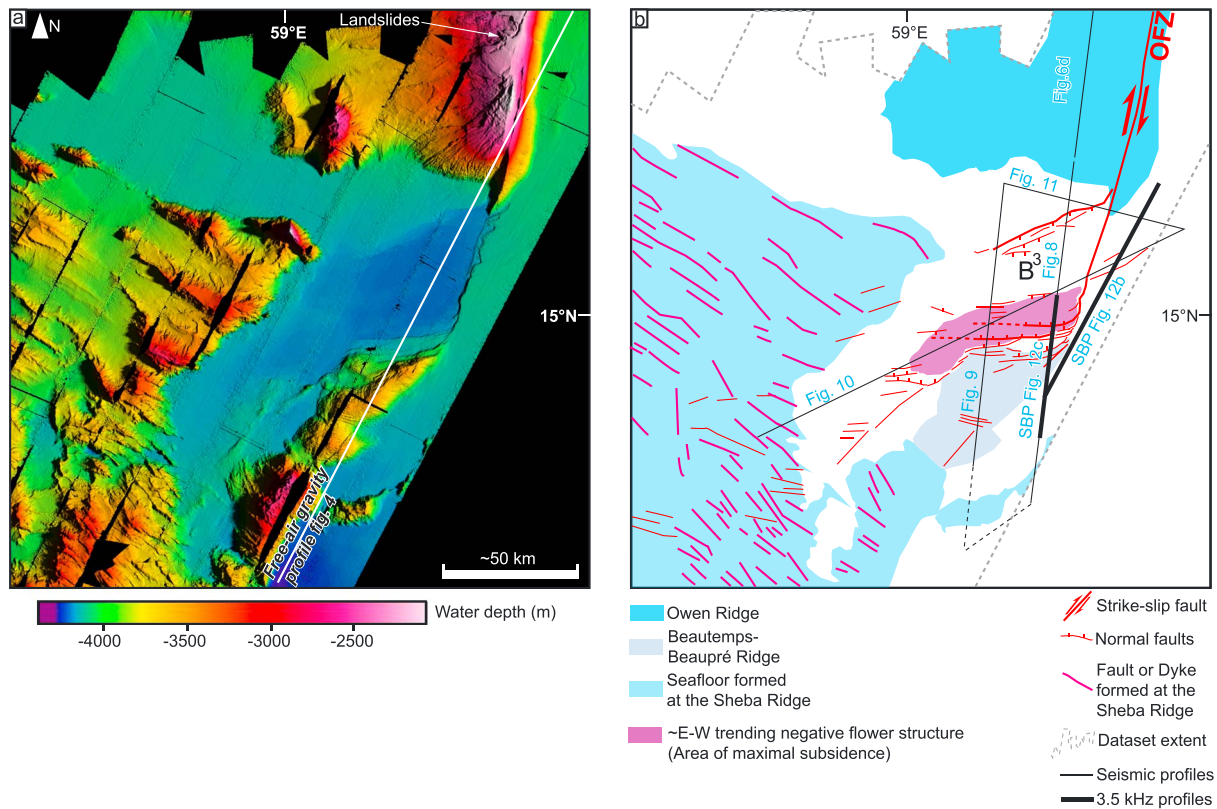 a
N
Landslides
59°E
15°N
Free-air gravity
profile fig. 4
~50 km
Water depth (m)
-4000
-3500
-3000
-2500
b
59°E
OFZ
Fig.6d
Fig. 11
B3
Fig.8
15°N
SBP Fig. 12b
SBP Fig. 12c
Fig. 9
Fig. 10
Owen Ridge
Beautemps-
Beaupré Ridge
Seafloor formed
at the Sheba Ridge
~E-W trending negative flower structure
(Area of maximal subsidence)
Strike-slip fault
Normal faults
Fault or Dyke
formed at the
Sheba Ridge
Dataset extent
Seismic profiles
3.5 kHz profiles